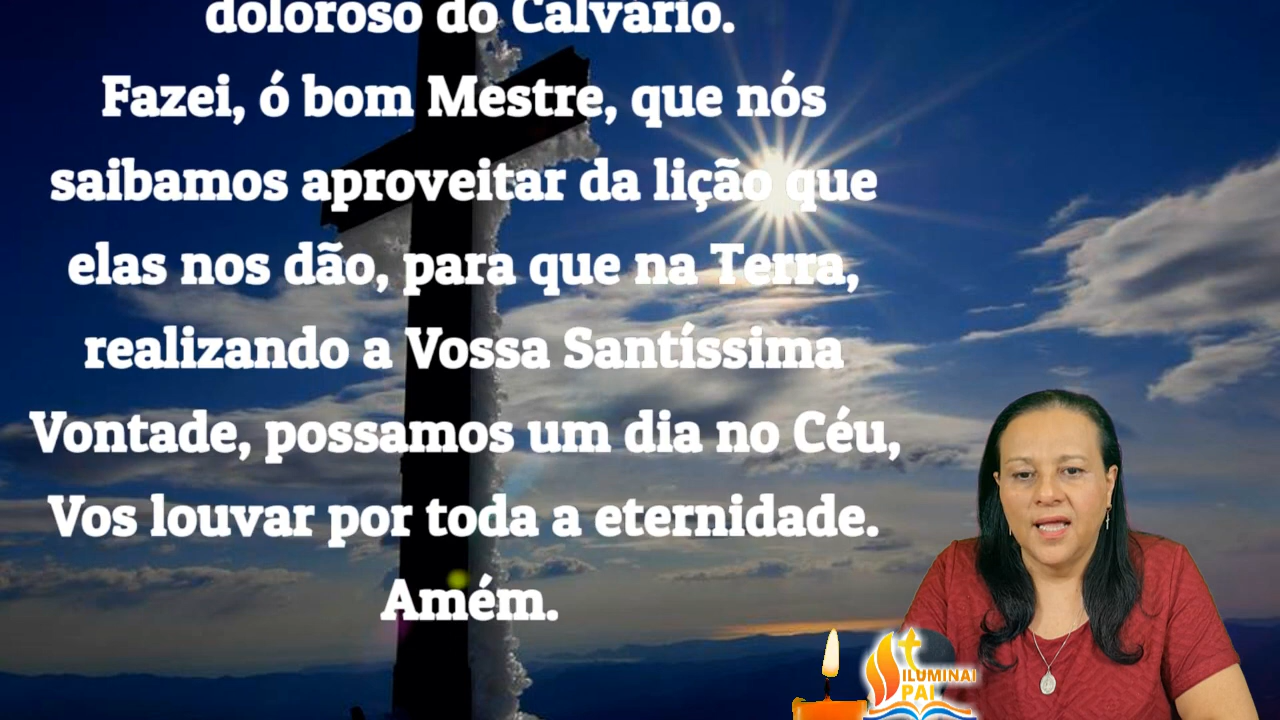 doloroso do Calvário.
Fazei, ó bom Mestre, que nós
saibamos aproveitar da lição que
elas nos dão, para que na Terra,
realizando a Vossa Santíssima
Vontade, possamos um dia no Céu,
Vos louvar por toda a eternidade.
Amém.
ILUMINAI
PAI